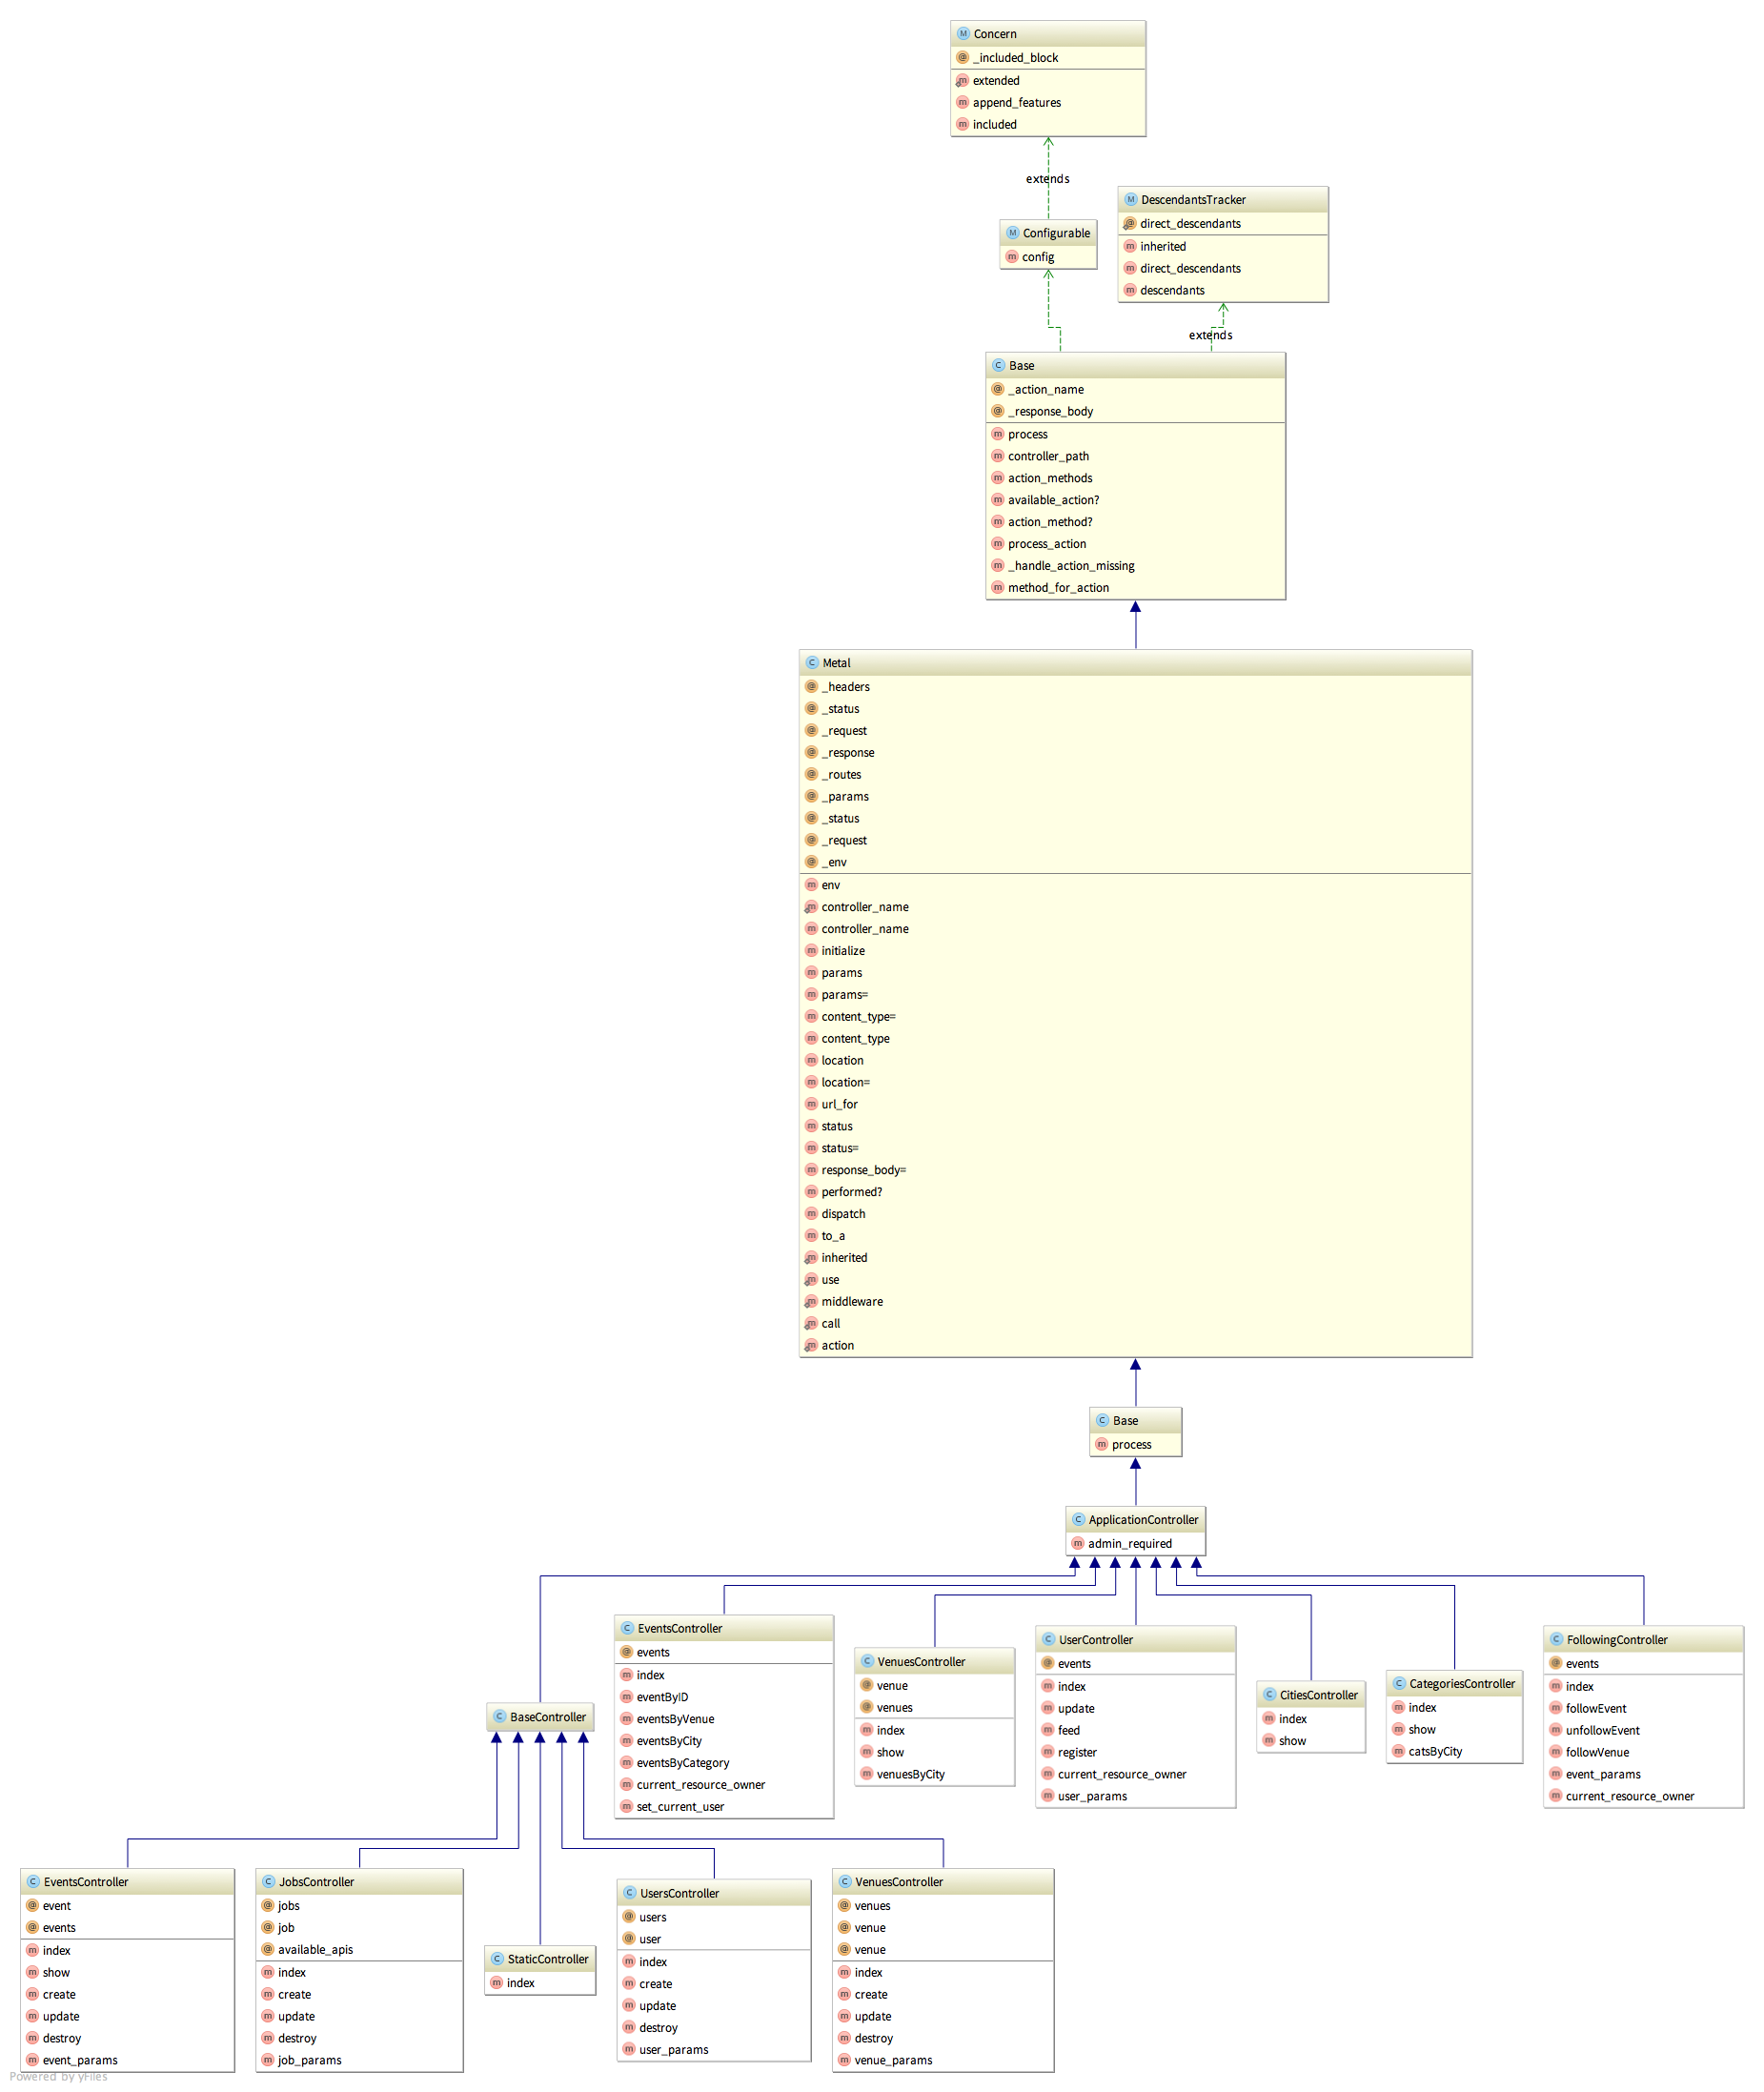 Concern
_included_block
extended
append_features
included
extends
DescendantsTracker
direct_descendants
inherited
direct_descendants
descendants
Configurable
config
extends
Base
_action_name
_response_body
process
controller_path
action_methods
available_action?
action_method?
process_action
_handle_action_missing
method_for_action
Metal
_headers
_status
_request
_response
_routes
_params
_status
_request
_env
env
controller_name
controller_name
initialize
params
params=
content_type=
content_type
location
location=
url_for
status
status=
response_body=
performed?
dispatch
to_a
inherited
use
middleware
call
action
Base
process
ApplicationController
admin_required
BaseController
EventsController
events
index
eventByID
eventsByVenue
eventsByCity
eventsByCategory
current_resource_owner
set_current_user
VenuesController
venue
venues
index
show
venuesByCity
UserController
events
index
update
feed
register
current_resource_owner
user_params
CitiesController
index
show
CategoriesController
index
show
catsByCity
FollowingController
events
index
followEvent
unfollowEvent
followVenue
event_params
current_resource_owner
EventsController
event
events
index
show
create
update
destroy
event_params
JobsController
jobs
job
available_apis
index
create
update
destroy
job_params
StaticController
index
UsersController
users
user
index
create
update
destroy
user_params
VenuesController
venues
venue
venue
index
create
update
destroy
venue_params
Powered by yFiles